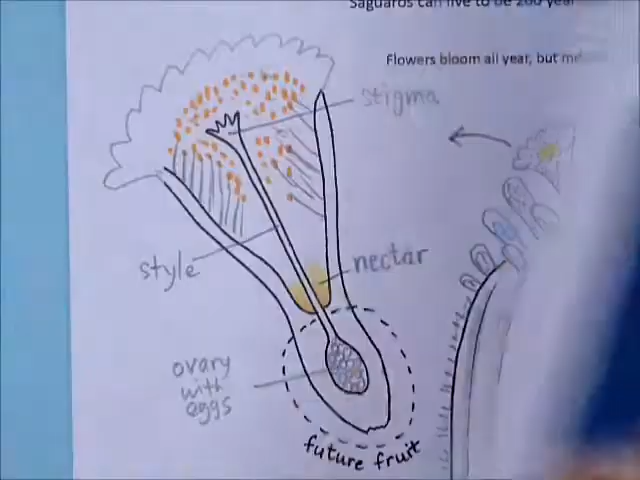 Saguaros can live to be 200 year
Flowers bloom all year, but
stigma
style
nectar
ovary
with
eggs
future fruit